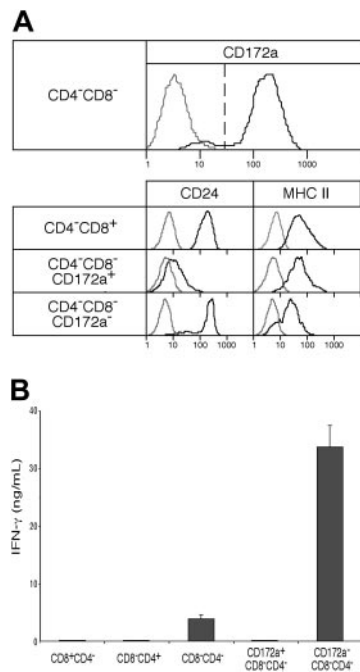 A
CD172a
CD4⁻CD8⁻
1 10 100 1000
CD24 MHC II
CD4⁻CD8⁺
CD4⁻CD8⁻
CD172a⁺
CD4⁻CD8⁻
CD172a⁻
1 10 100 1000 1 10 100 1000
B
IFN-γ (ng/mL)
40
30
20
10
0
CD8⁺CD4⁻
CD8⁻CD4⁺
CD8⁻CD4⁻
CD172a⁺
CD8⁻CD4⁻
CD172a⁻
CD8⁻CD4⁻